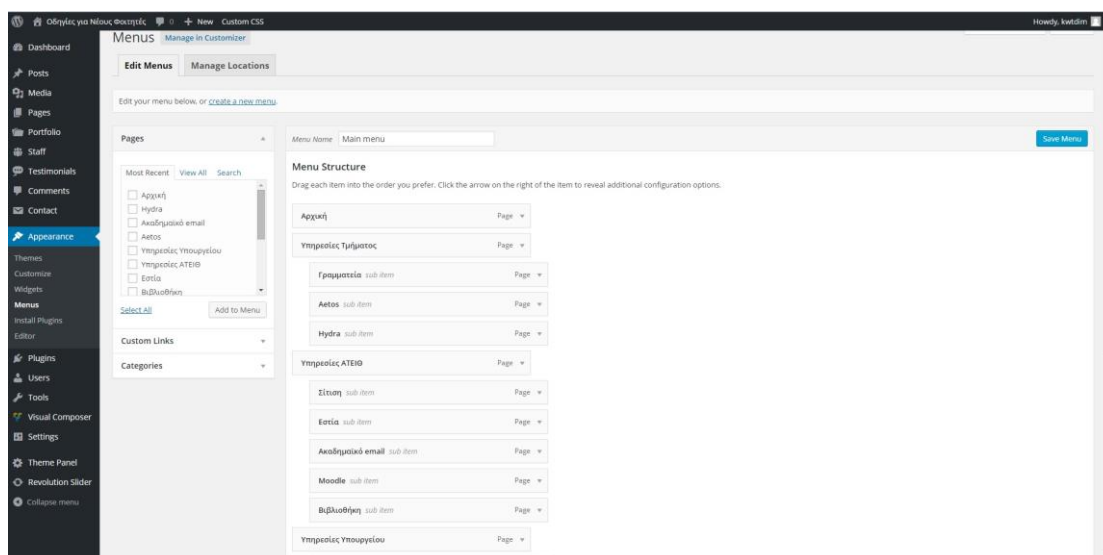 Οδηγίες για Νέους Φοιτητές 0 New Custom CSS Howdy, kwtdim
Dashboard
Posts
Media
Pages
Portfolio
Staff
Testimonials
Comments
Contact
Appearance
Themes
Customize
Widgets
Menus
Install Plugins
Editor
Plugins
Users
Tools
Visual Composer
Settings
Theme Panel
Revolution Slider
Collapse menu
Menus Manage in Customizer
Edit Menus Manage Locations
Edit your menu below, or create a new menu.
Pages
Most Recent View All Search
Αρχική
Hydra
Ακαδημαϊκό email
Aetos
Υπηρεσίες Υπουργείου
Υπηρεσίες ΑΤΕΙΘ
Εστία
Βιβλιοθήκη
Select All Add to Menu
Custom Links
Categories
Menu Name Main menu Save Menu
Menu Structure
Drag each item into the order you prefer. Click the arrow on the right of the item to reveal additional configuration options.
Αρχική Page
Υπηρεσίες Τμήματος Page
Γραμματεία sub item Page
Aetos sub item Page
Hydra sub item Page
Υπηρεσίες ΑΤΕΙΘ Page
Σίτιση sub item Page
Εστία sub item Page
Ακαδημαϊκό email sub item Page
Moodle sub item Page
Βιβλιοθήκη sub item Page
Υπηρεσίες Υπουργείου Page